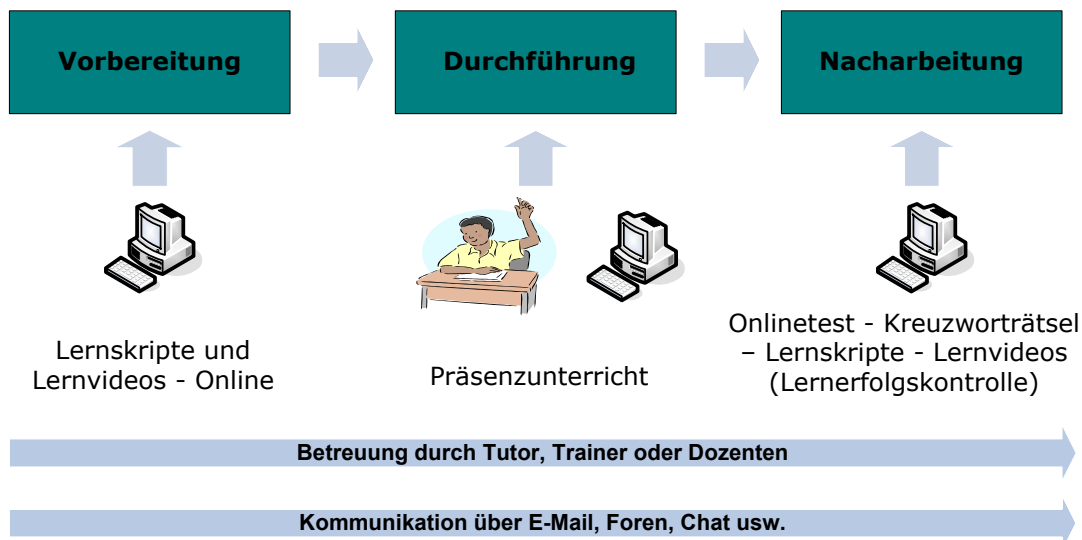 Vorbereitung
Durchführung
Nacharbeitung
Lernskripte und
Lernvideos - Online
Präsenzunterricht
Onlinetest - Kreuzworträtsel
– Lernskripte - Lernvideos
(Lernerfolgskontrolle)
Betreuung durch Tutor, Trainer oder Dozenten
Kommunikation über E-Mail, Foren, Chat usw.